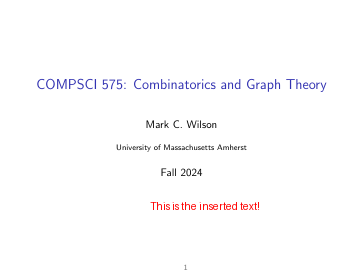 COMPSCI 575: Combinatorics and Graph Theory
Mark C. Wilson
University of Massachusetts Amherst
Fall 2024
This is the inserted text!
1